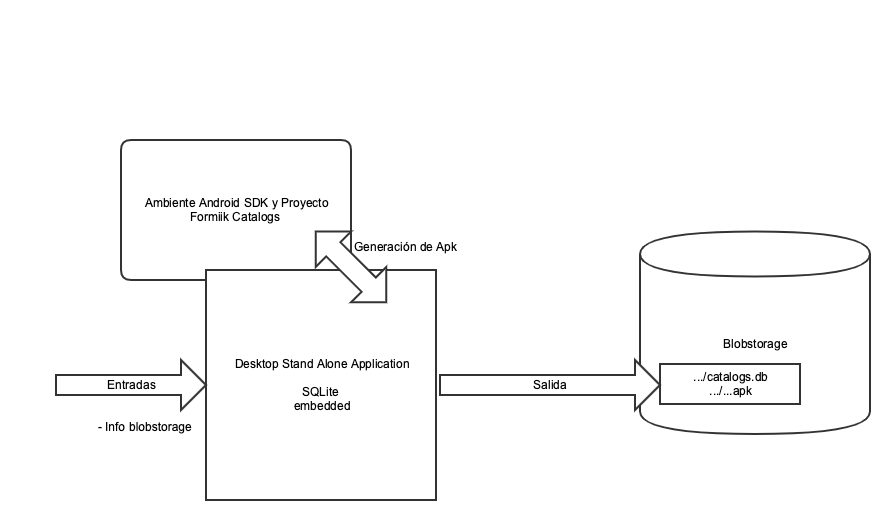 Ambiente Android SDK y Proyecto
Formiik Catalogs
Generación de Apk
Desktop Stand Alone Application
SQLite
embedded
Entradas
- Info blobstorage
Salida
Blobstorage
.../catalogs.db
.../...apk